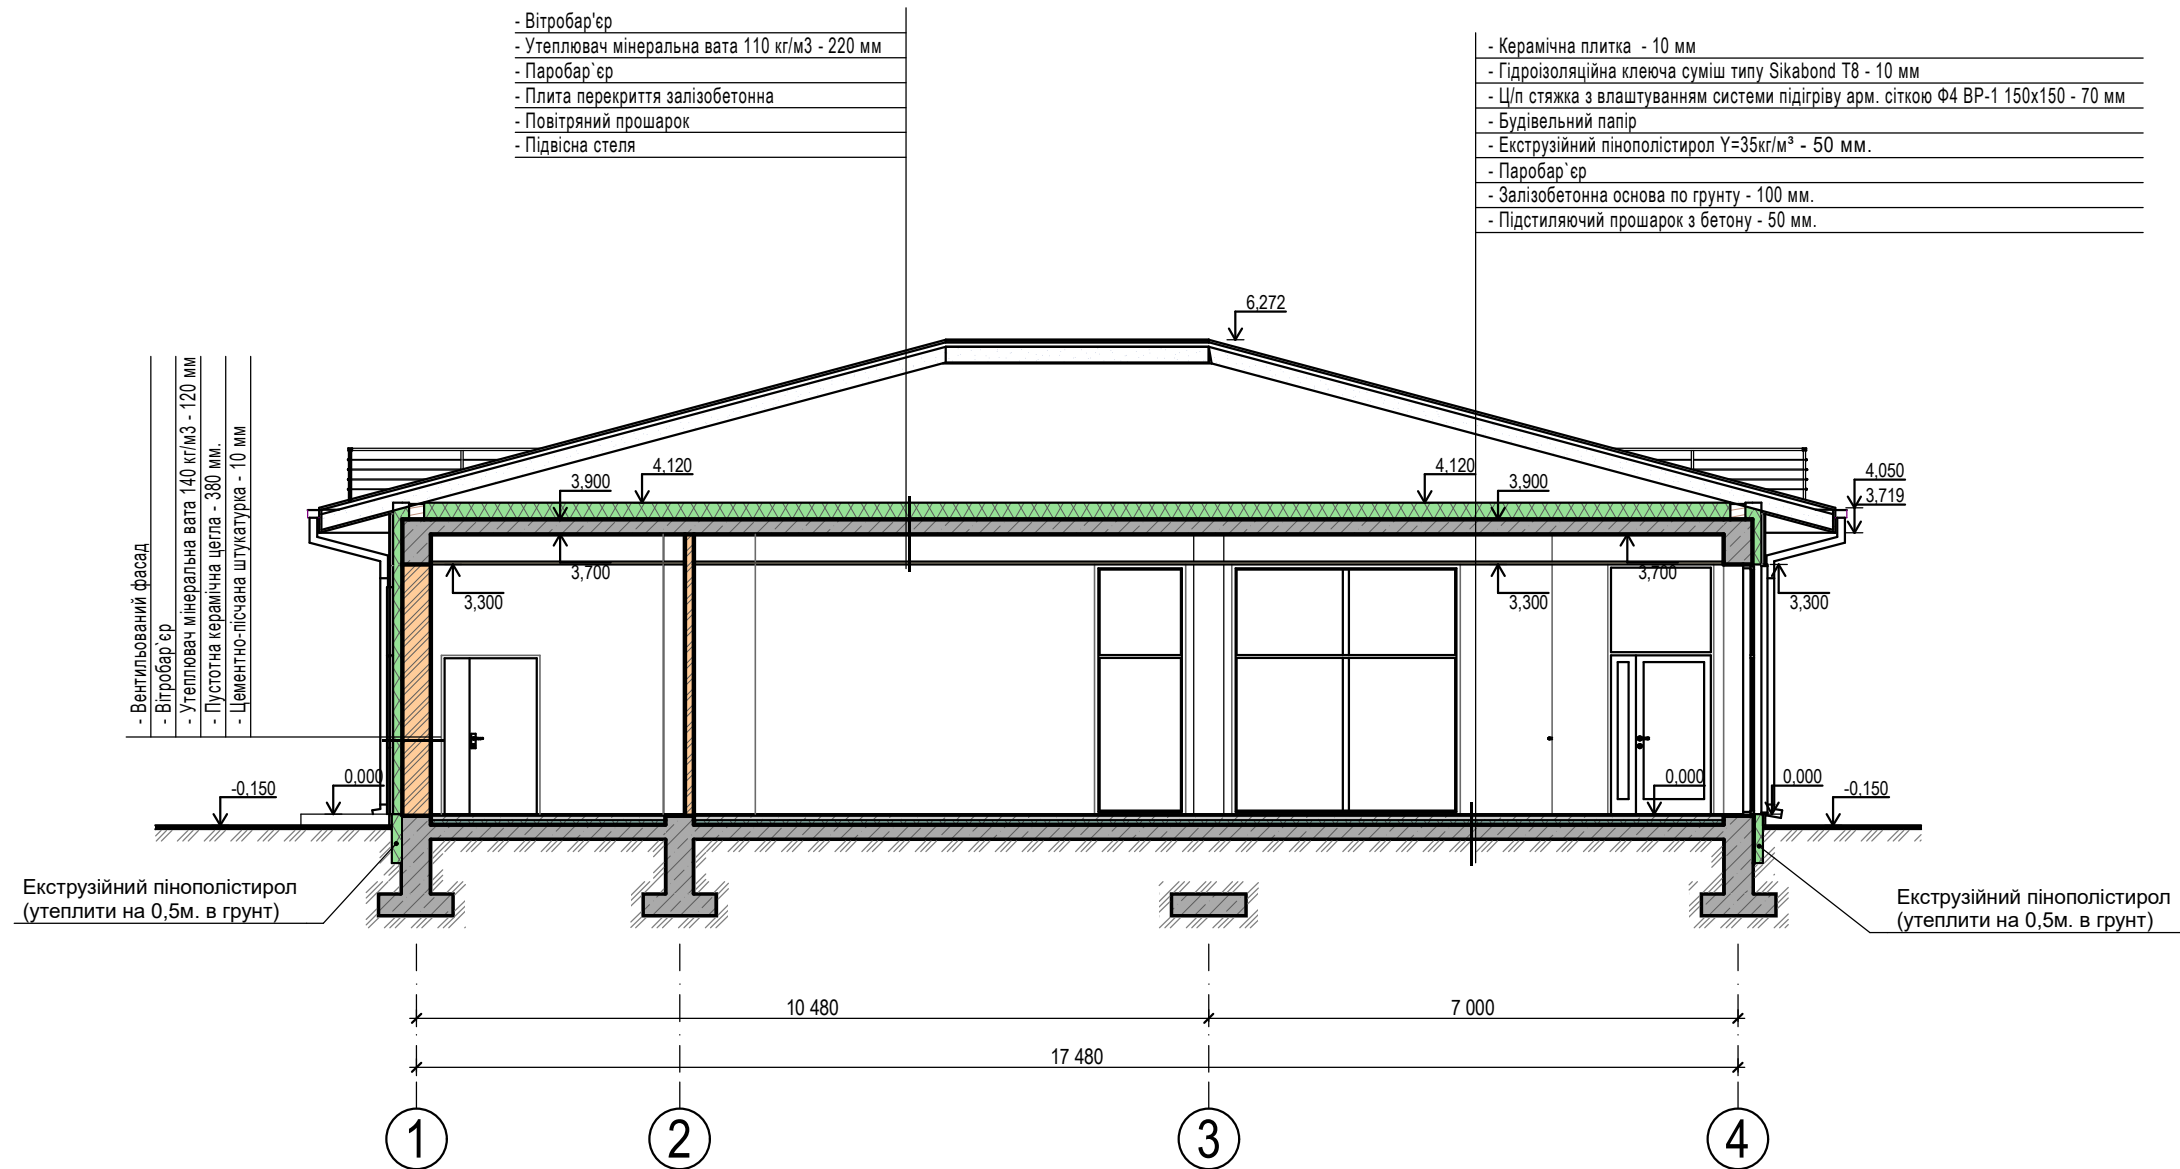 - Вітробар'єр
- Утеплювач мінеральна вата 110 кг/м3 - 220 мм
- Паробар`єр
- Плита перекриття залізобетонна
- Повітряний прошарок
- Підвісна стеля
- Керамічна плитка - 10 мм
- Гідроізоляційна клеюча суміш типу Sikabond T8 - 10 мм
- Ц/п стяжка з влаштуванням системи підігріву арм. сіткою Ф4 ВР-1 150х150 - 70 мм
- Будівельний папір
- Екструзійний пінополістирол Y=35кг/м³ - 50 мм.
- Паробар`єр
- Залізобетонна основа по грунту - 100 мм.
- Підстиляючий прошарок з бетону - 50 мм.
6,272
- Вентильований фасад
- Вітробар`єр
- Утеплювач мінеральна вата 140 кг/м3 - 120 мм
- Пустотна керамічна цегла - 380 мм.
- Цементно-пісчана штукатурка - 10 мм
4,120
4,120
4,050
3,900
3,900
3,719
3,700
3,700
3,300
3,300
3,300
0,000
0,000
0,000
-0,150
-0,150
Екструзійний пінополістирол
(утеплити на 0,5м. в грунт)
Екструзійний пінополістирол
(утеплити на 0,5м. в грунт)
10 480
7 000
17 480
1
2
3
4